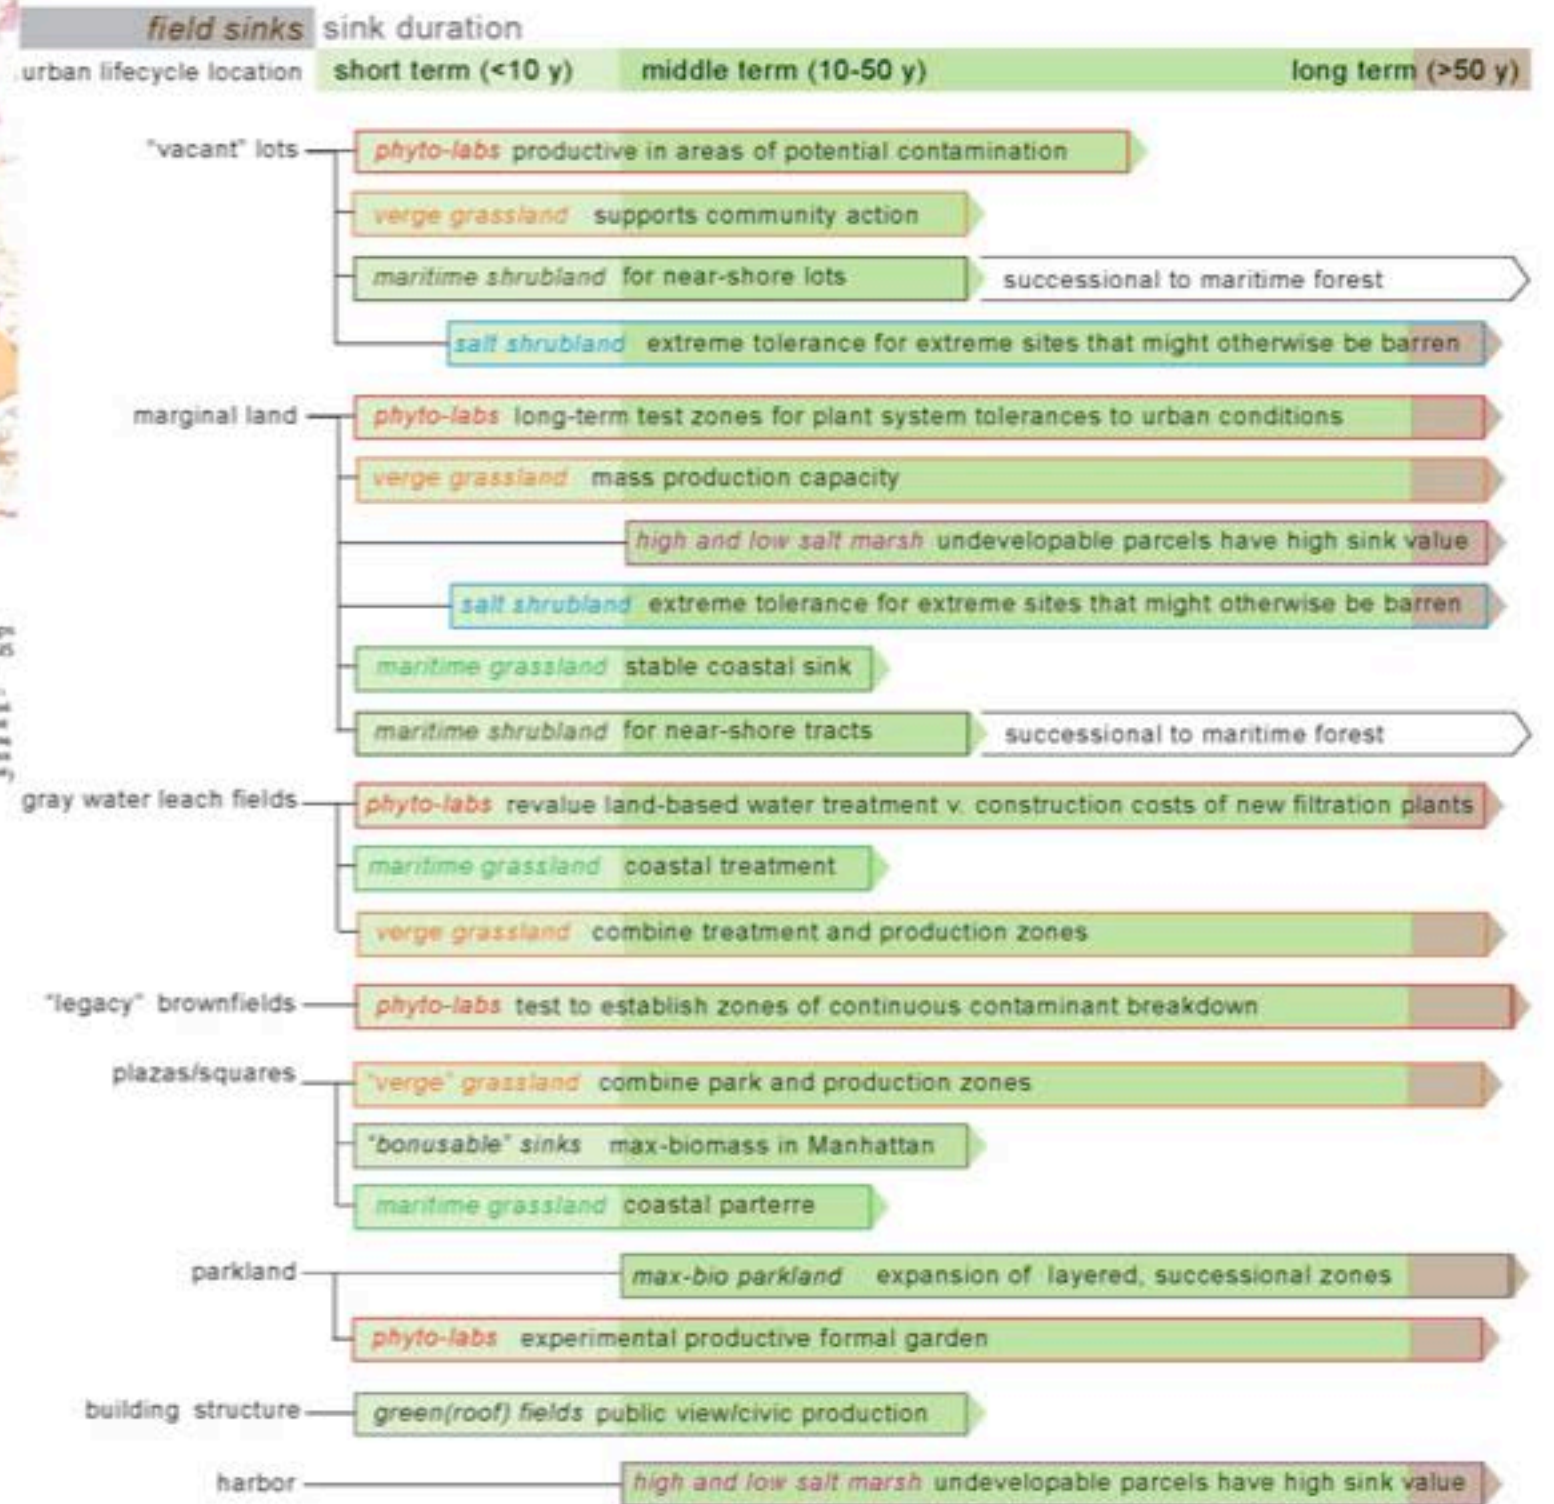 field sinks sink duration
urban lifecycle location short term (<10 y) middle term (10-50 y) long term (>50 y)
"vacant" lots phyto-labs productive in areas of potential contamination
verge grassland supports community action
maritime shrubland for near-shore lots successional to maritime forest
salt shrubland extreme tolerance for extreme sites that might otherwise be barren
marginal land phyto-labs long-term test zones for plant system tolerances to urban conditions
verge grassland mass production capacity
high and low salt marsh undevelopable parcels have high sink value
salt shrubland extreme tolerance for extreme sites that might otherwise be barren
maritime grassland stable coastal sink
maritime shrubland for near-shore tracts successional to maritime forest
gray water leach fields phyto-labs revalue land-based water treatment v. construction costs of new filtration plants
maritime grassland coastal treatment
verge grassland combine treatment and production zones
"legacy" brownfields phyto-labs test to establish zones of continuous contaminant breakdown
plazas/squares "verge" grassland combine park and production zones
"bonusable" sinks max-biomass in Manhattan
maritime grassland coastal parterre
parkland max-bio parkland expansion of layered, successional zones
phyto-labs experimental productive formal garden
building structure green(roof) fields public view/civic production
harbor high and low salt marsh undevelopable parcels have high sink value